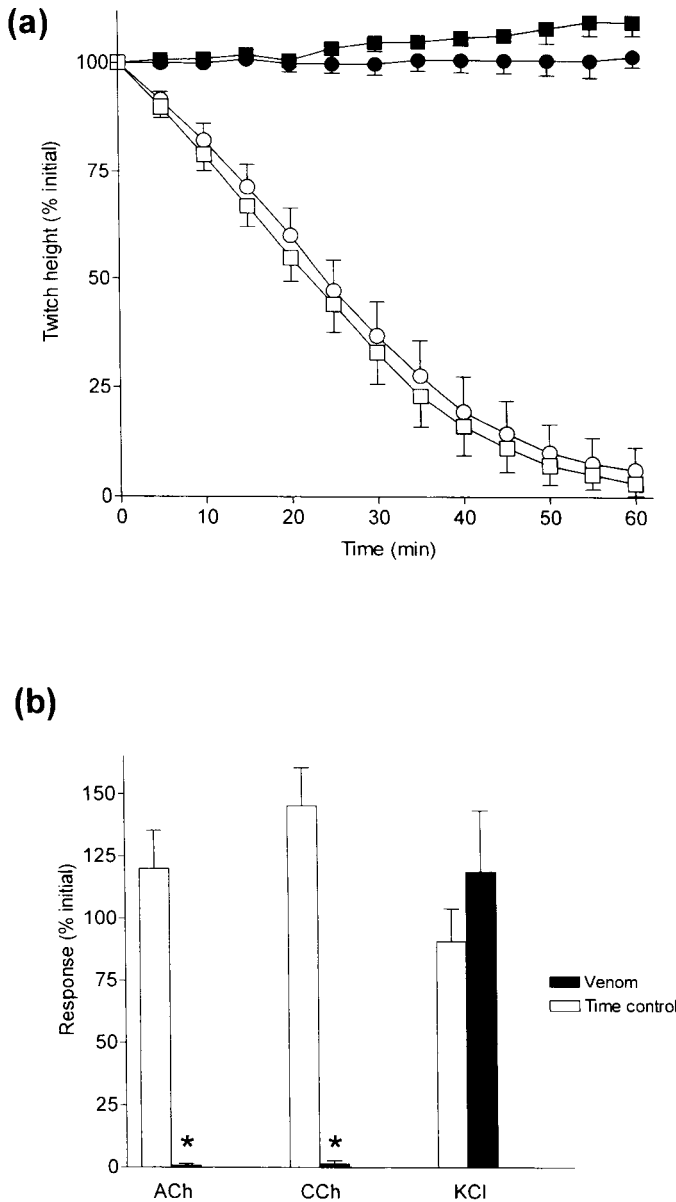 (a)
100
75
50
25
0
Twitch height (% initial)
0 10 20 30 40 50 60
Time (min)
(b)
150
125
100
75
50
25
0
Response (% initial)
* *
Venom
Time control
ACh CCh KCl